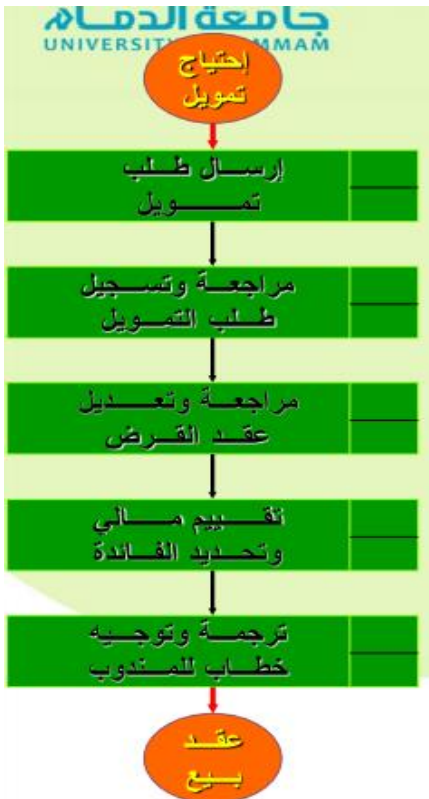 جامعة الدمام
UNIVERSITY MMAM
إحتياج
تمويل
إرسال طلب
تمويل
مراجعة وتسجيل
طلب التمويل
مراجعة وتعديل
عقد القرض
تقييم مالي
وتحديد الفائدة
ترجمة وتوجيه
خطاب للمندوب
عقد
بيع